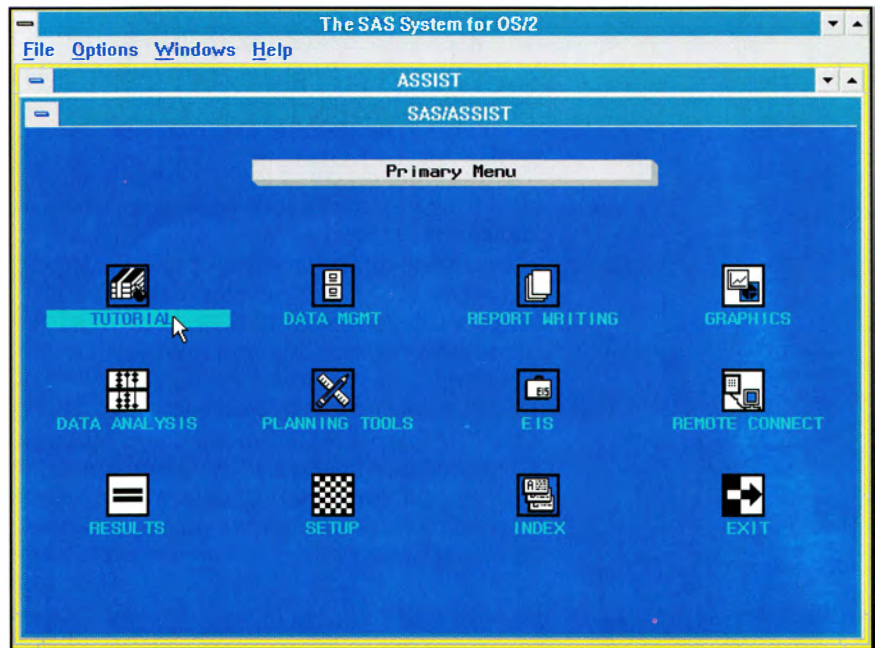 The SAS System for OS/2
File Options Windows Help
ASSIST
SAS/ASSIST
Primary Menu
TUTORIAL DATA MGMT REPORT WRITING GRAPHICS
EIS
DATA ANALYSIS PLANNING TOOLS EIS REMOTE CONNECT
RESULTS SETUP INDEX EXIT